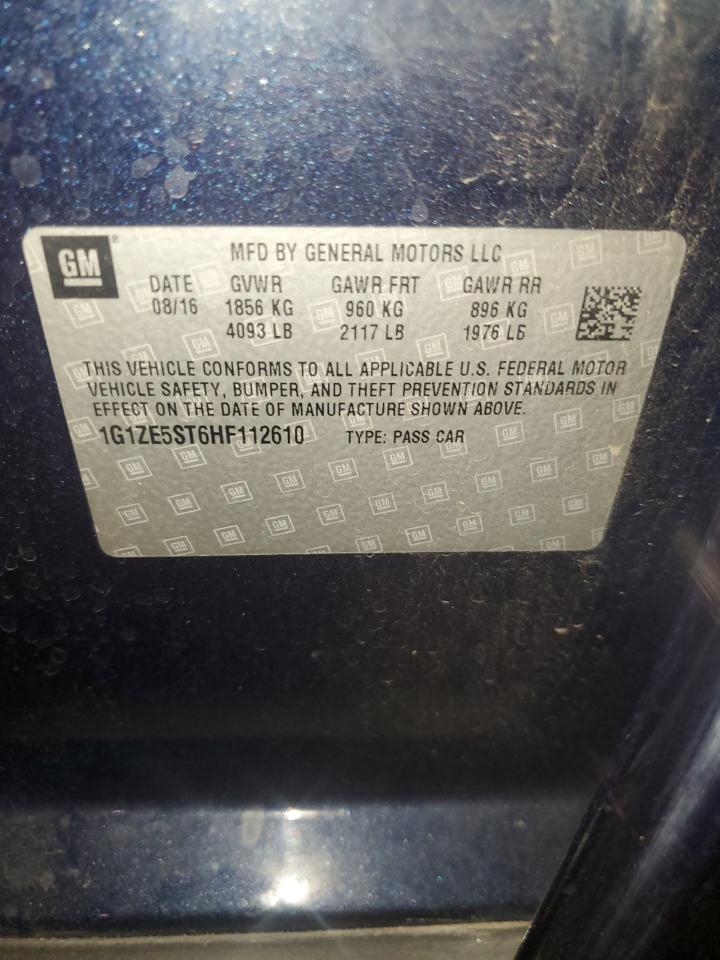 GM
MFD BY GENERAL MOTORS LLC
DATE GVWR GAWR FRT GAWR RR
08/16 1856 KG 960 KG 896 KG
4093 LB 2117 LB 1976 LB
THIS VEHICLE CONFORMS TO ALL APPLICABLE U.S. FEDERAL MOTOR
VEHICLE SAFETY, BUMPER, AND THEFT PREVENTION STANDARDS IN
EFFECT ON THE DATE OF MANUFACTURE SHOWN ABOVE.
1G1ZE5ST6HF112610 TYPE: PASS CAR